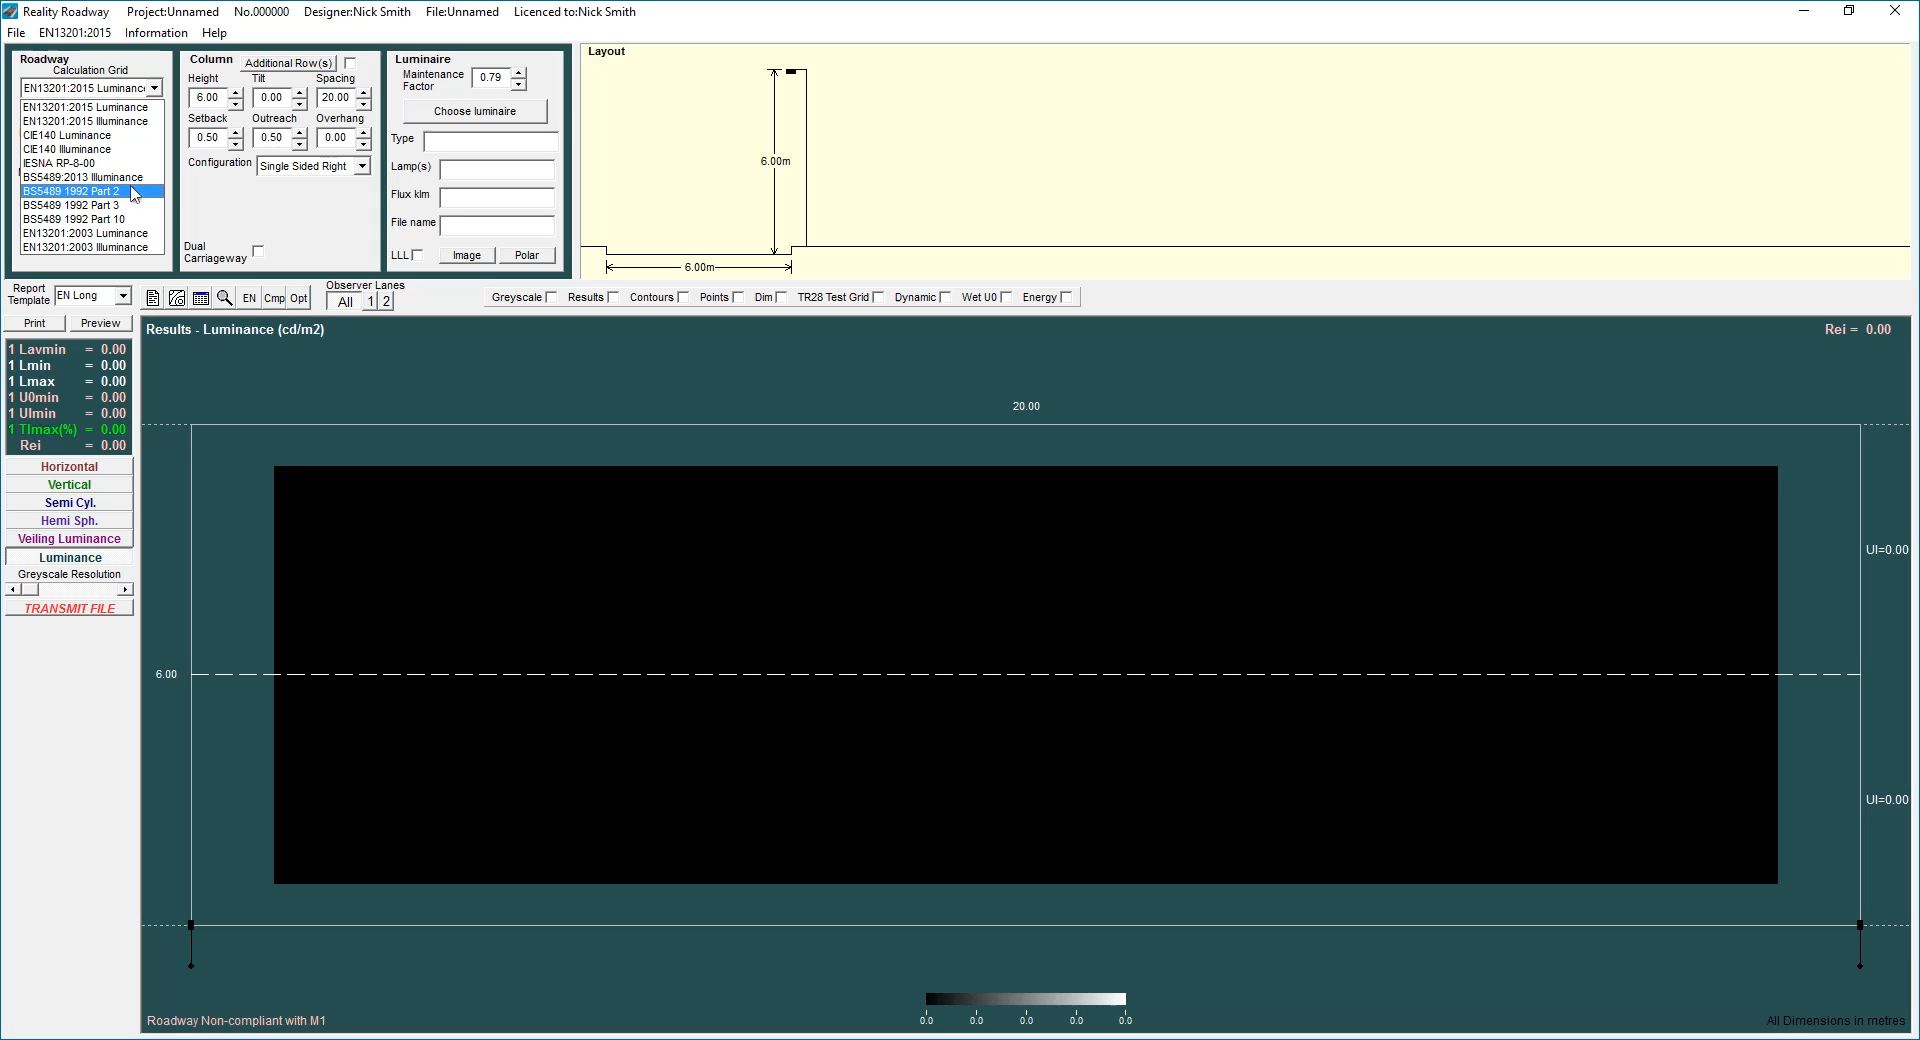 Reality Roadway Project:Unnamed No.000000 Designer:Nick Smith File:Unnamed Licenced to:Nick Smith
File EN13201:2015 Information Help
Roadway
Calculation Grid
EN13201:2015 Luminanc
EN13201:2015 Luminance
EN13201:2015 Illuminance
CIE140 Luminance
CIE140 Illuminance
IESNA RP-8-00
BS5489:2013 Illuminance
BS5489 1992 Part 2
BS5489 1992 Part 3
BS5489 1992 Part 10
EN13201:2003 Luminance
EN13201:2003 Illuminance
Column Additional Row(s)
Height Tilt Spacing
6.00 0.00 20.00
Setback Outreach Overhang
0.50 0.50 0.00
Configuration Single Sided Right
Dual
Carriageway
Luminaire
Maintenance
Factor 0.79
Choose luminaire
Type
Lamp(s)
Flux klm
File name
LLL Image Polar
Layout
6.00m
6.00m
Report
Template EN Long
EN Cmp Opt
Observer Lanes
All 1 2
Greyscale Results Contours Points Dim TR28 Test Grid Dynamic Wet U0 Energy
Print Preview
1 Lavmin = 0.00
1 Lmin = 0.00
1 Lmax = 0.00
1 U0min = 0.00
1 Ulmin = 0.00
1 TImax(%) = 0.00
Rei = 0.00
Horizontal
Vertical
Semi Cyl.
Hemi Sph.
Veiling Luminance
Luminance
Greyscale Resolution
TRANSMIT FILE
Results - Luminance (cd/m2) Rei = 0.00
20.00
Ul=0.00
6.00
Ul=0.00
0.0 0.0 0.0 0.0 0.0
Roadway Non-compliant with M1
All Dimensions in metres